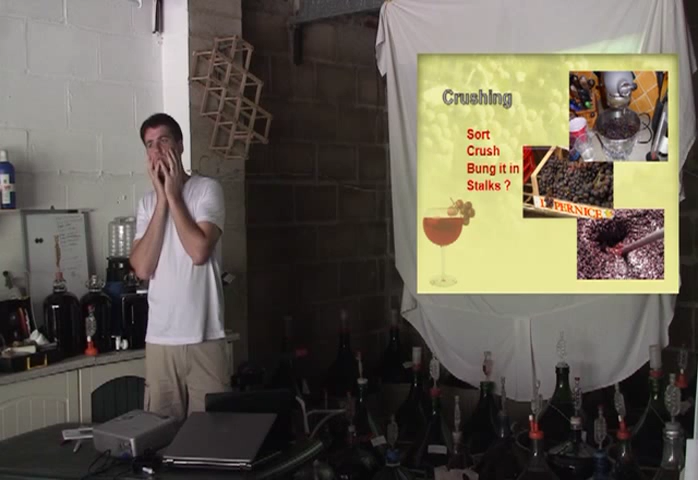 Crushing
Sort
Crush
Bung it in
Stalks ?
PERNICE